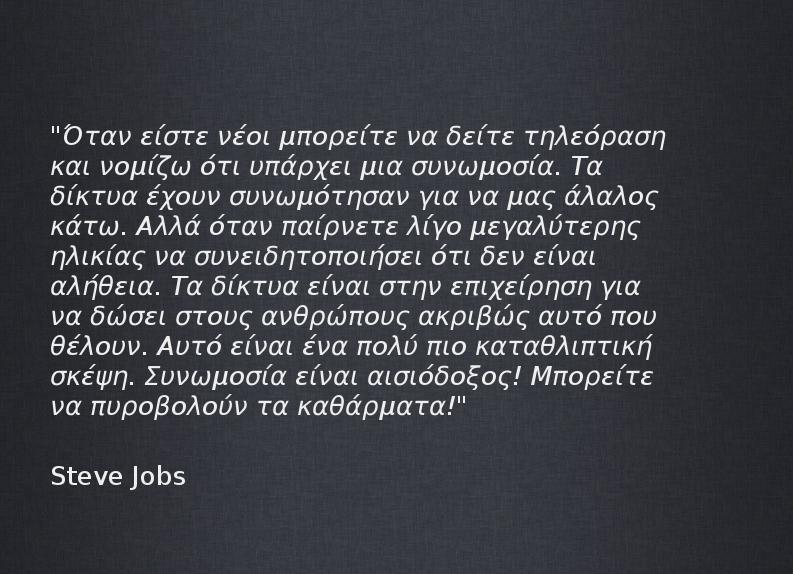 "Όταν είστε νέοι μπορείτε να δείτε τηλεόραση
και νομίζω ότι υπάρχει μια συνωμοσία. Τα
δίκτυα έχουν συνωμότησαν για να μας άλαλος
κάτω. Αλλά όταν παίρνετε λίγο μεγαλύτερης
ηλικίας να συνειδητοποιήσει ότι δεν είναι
αλήθεια. Τα δίκτυα είναι στην επιχείρηση για
να δώσει στους ανθρώπους ακριβώς αυτό που
θέλουν. Αυτό είναι ένα πολύ πιο καταθλιπτική
σκέψη. Συνωμοσία είναι αισιόδοξος! Μπορείτε
να πυροβολούν τα καθάρματα!"
Steve Jobs